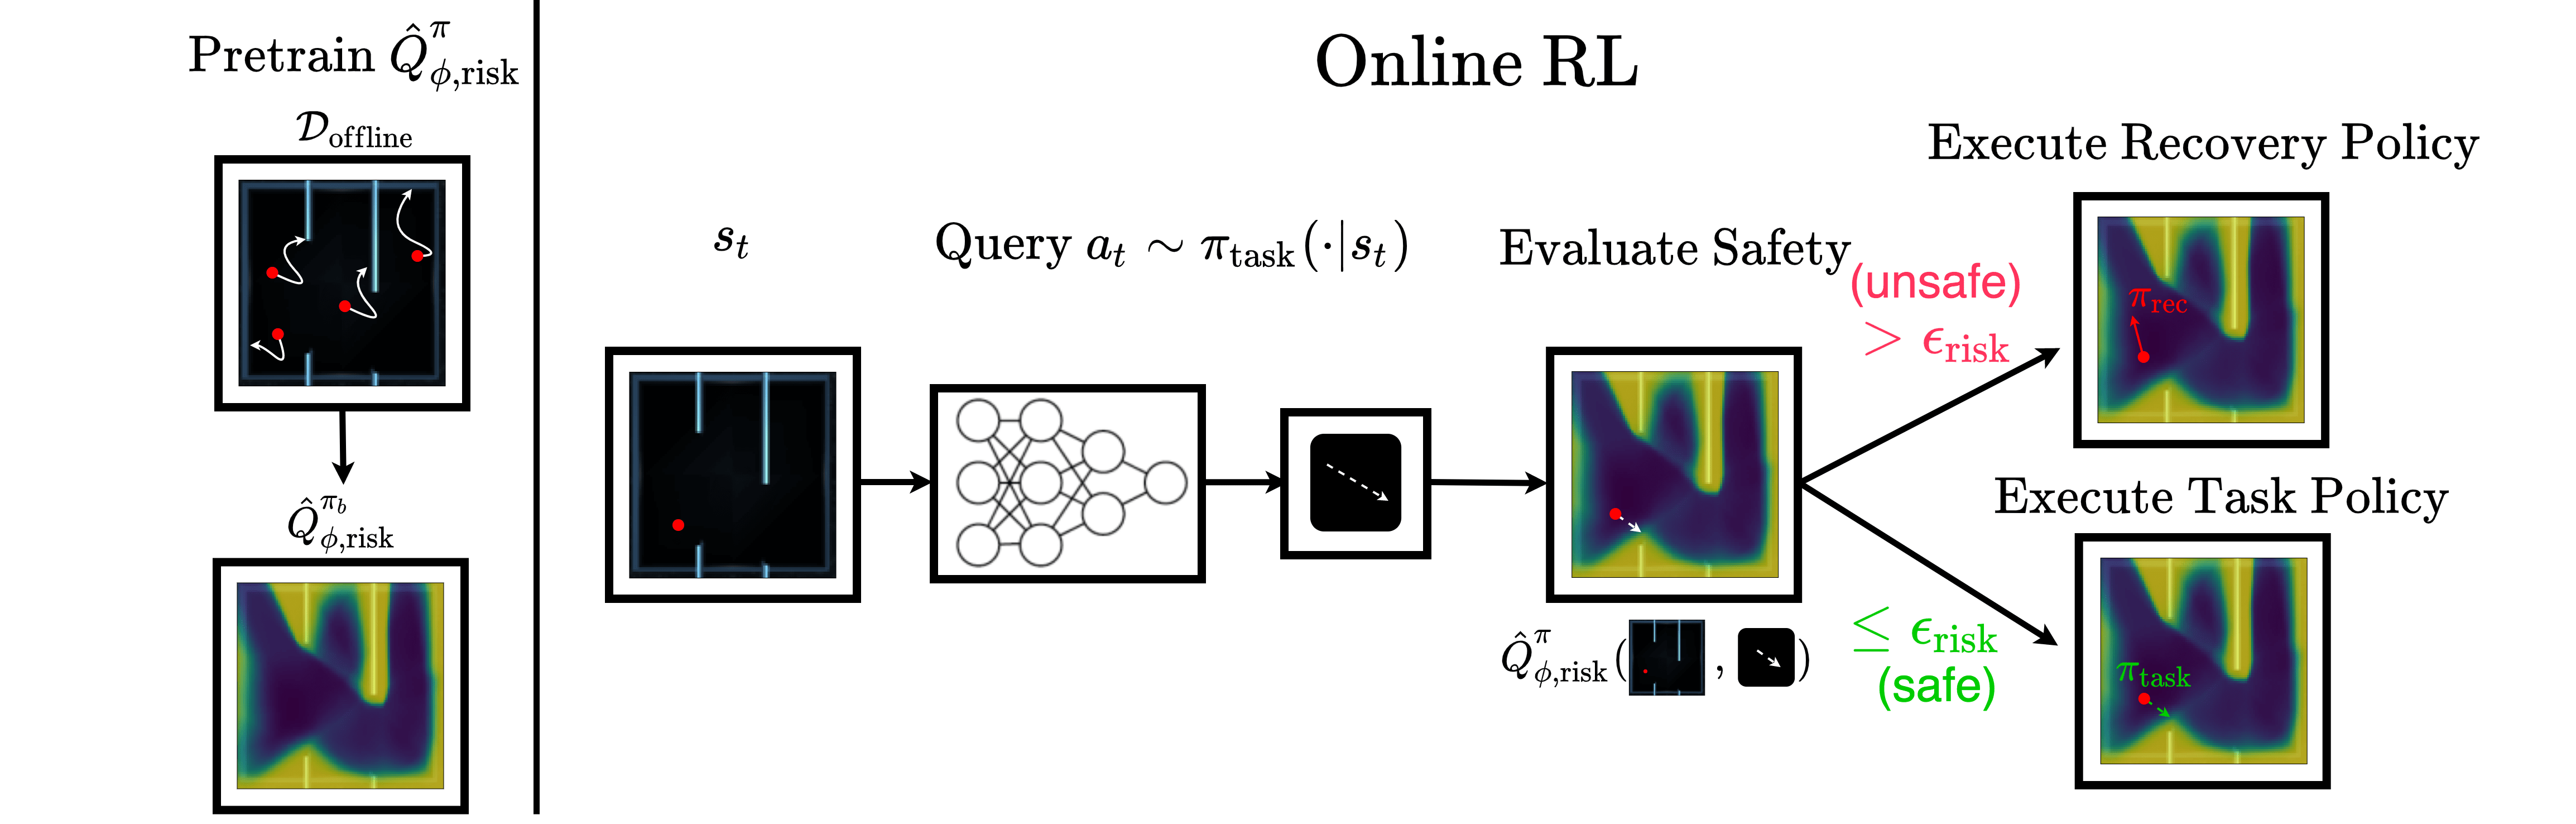 Pretrain $\hat{Q}^{\pi}_{\phi,\text{risk}}$
$\mathcal{D}_{\text{offline}}$
$\hat{Q}^{\pi_b}_{\phi,\text{risk}}$
Online RL
$s_t$
Query $a_t \sim \pi_{\text{task}}(\cdot|s_t)$
Evaluate Safety
$\hat{Q}^{\pi}_{\phi,\text{risk}}($ , $)$
(unsafe)
$> \epsilon_{\text{risk}}$
$\leq \epsilon_{\text{risk}}$
(safe)
Execute Recovery Policy
$\pi_{\text{rec}}$
Execute Task Policy
$\pi_{\text{task}}$